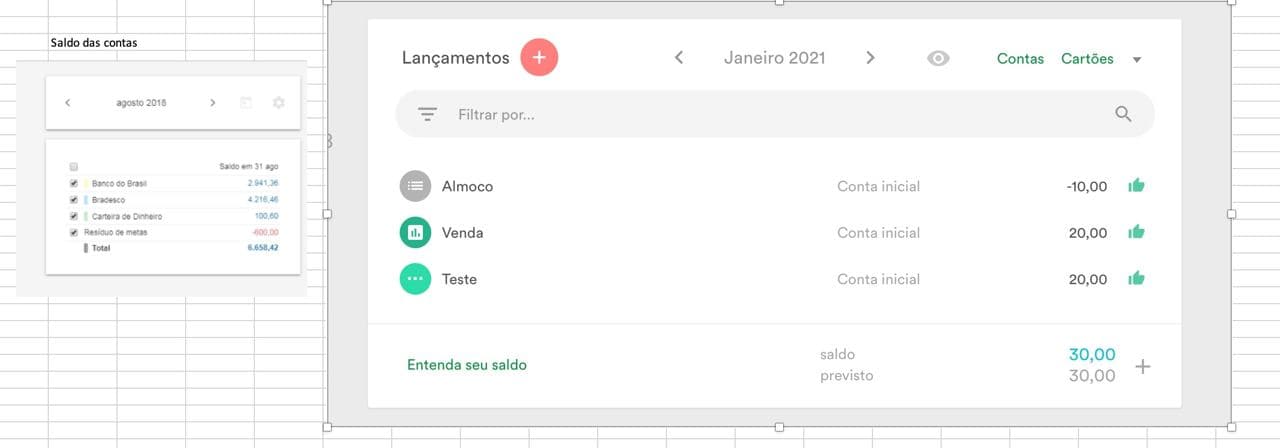 Saldo das contas
agosto 2018
Saldo em 31 ago
Banco do Brasil 2.941,36
Bradesco 4.216,46
Carteira de Dinheiro 100,60
Resíduo de metas -600,00
Total 6.658,42
Lançamentos + Janeiro 2021 Contas Cartões
Filtrar por...
Almoco Conta inicial -10,00
Venda Conta inicial 20,00
Teste Conta inicial 20,00
Entenda seu saldo
saldo 30,00
previsto 30,00